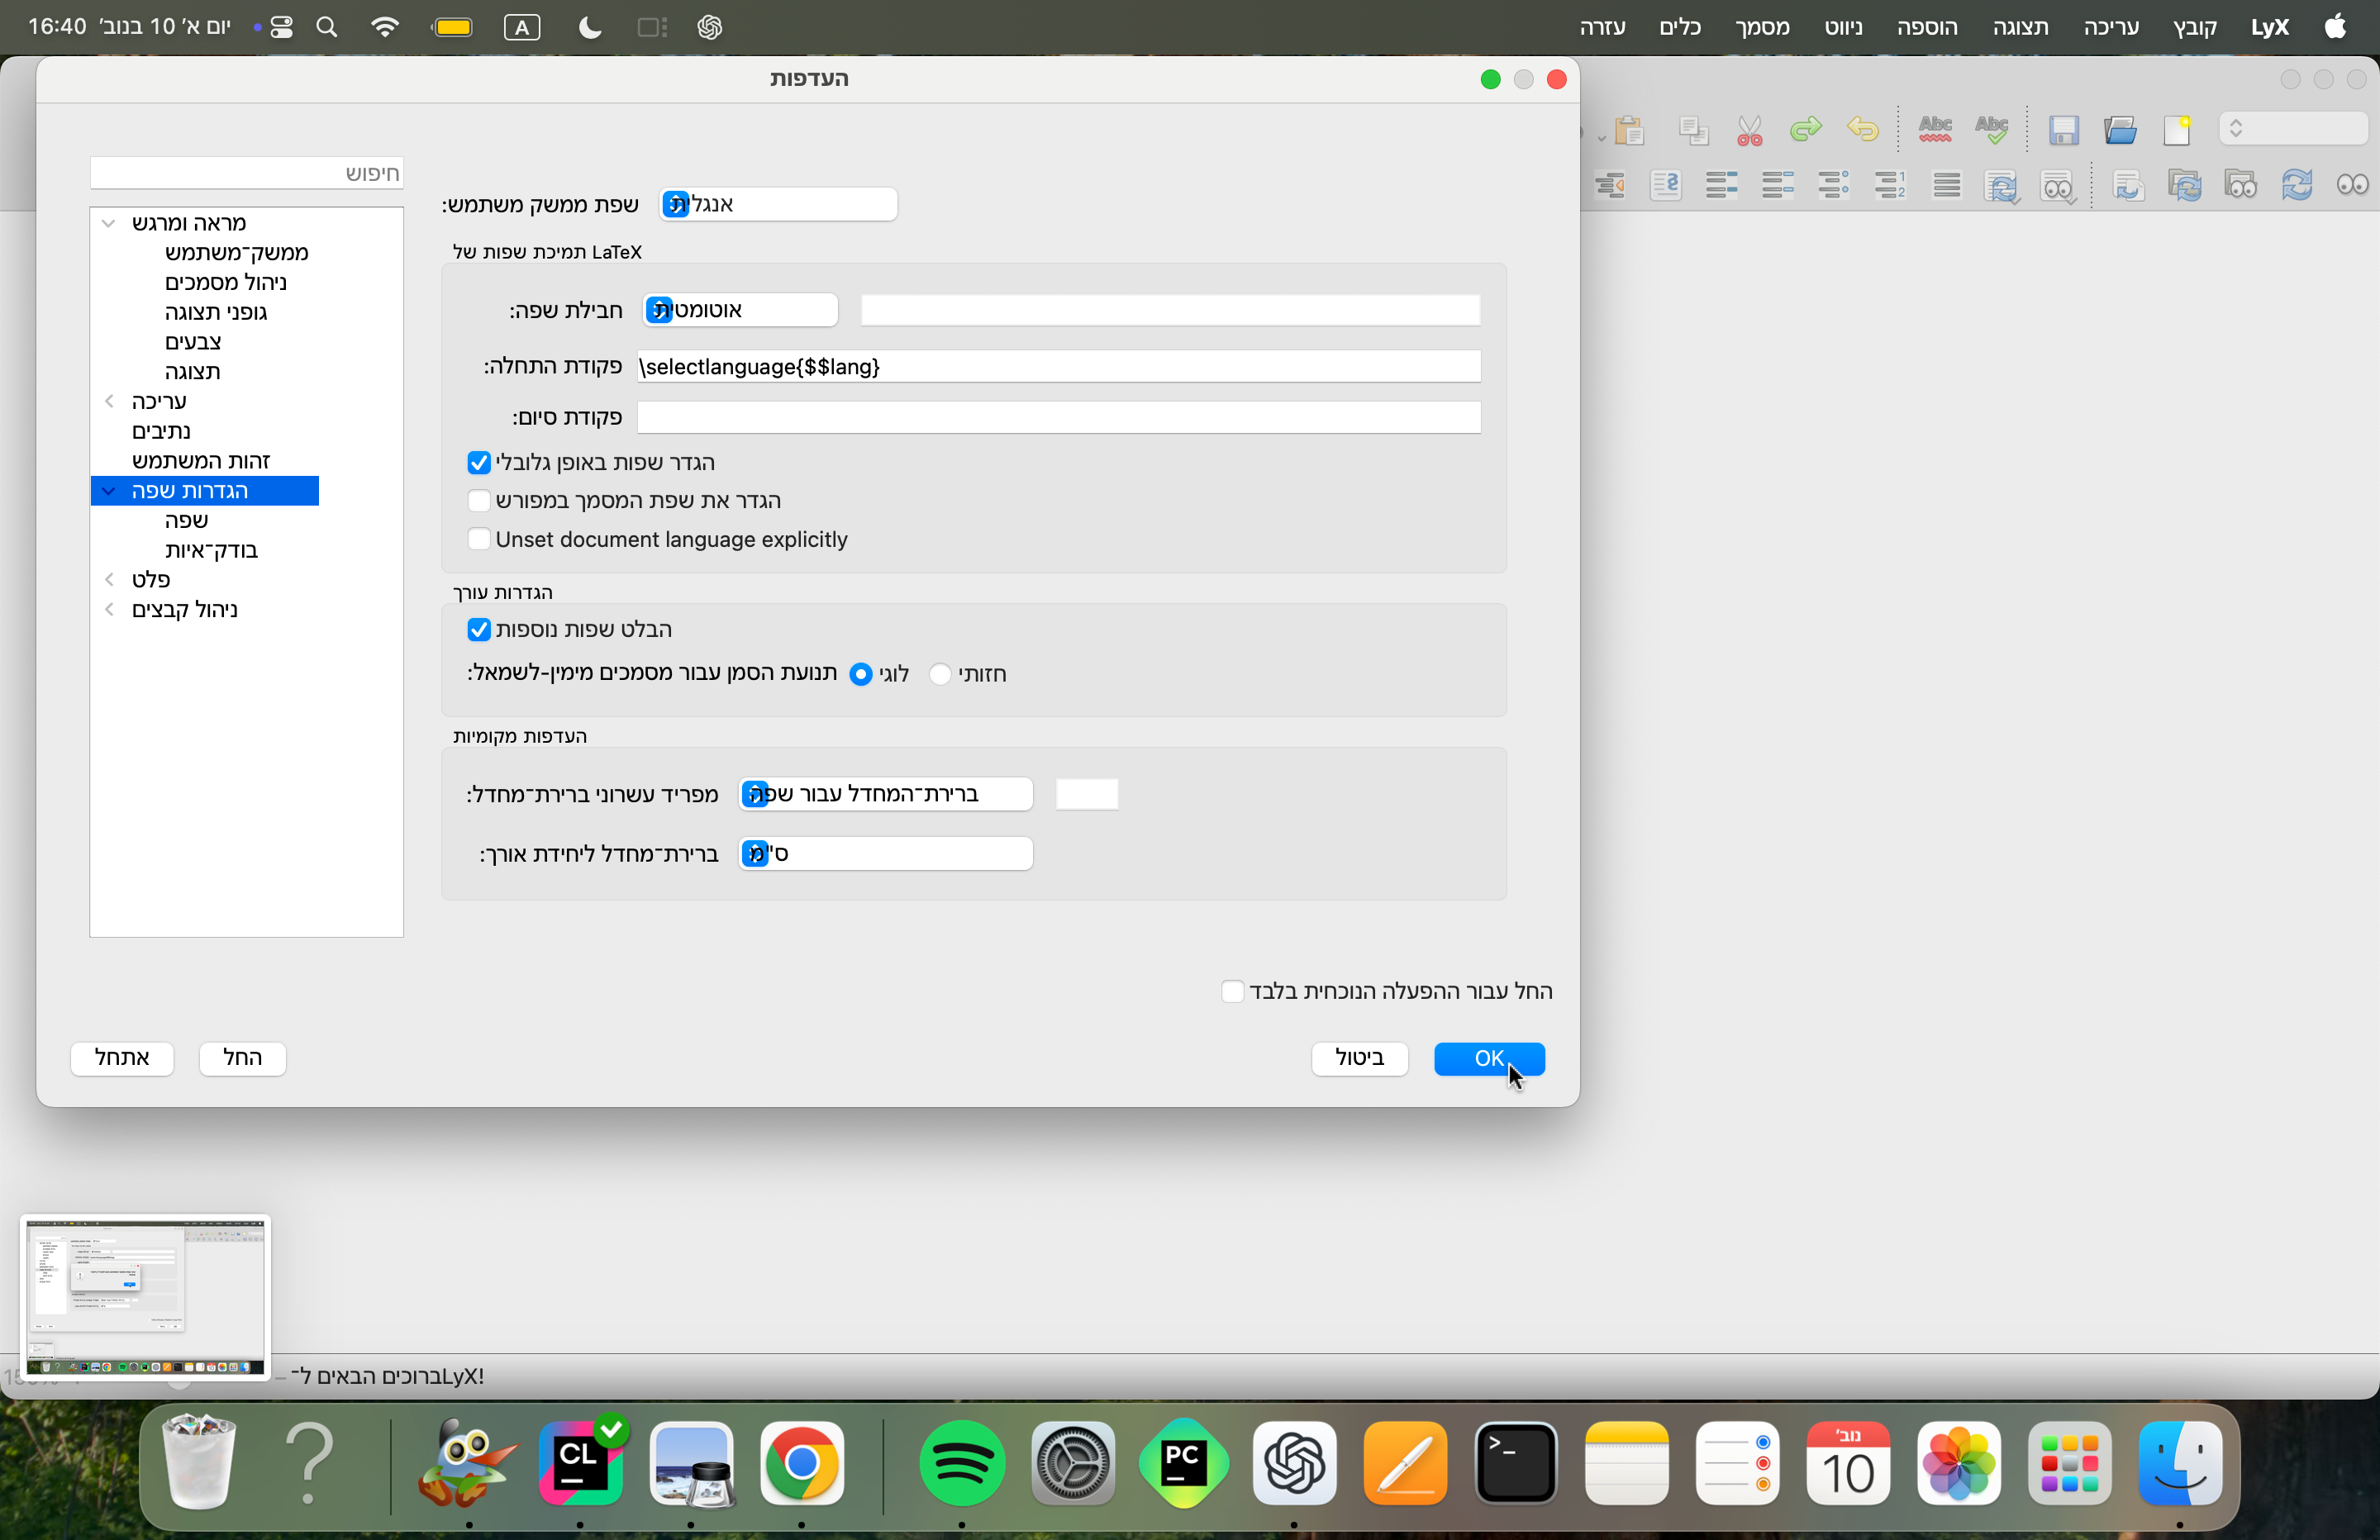 LyX קובץ עריכה תצוגה הוספה ניווט מסמך כלים עזרה
A
יום א׳ 10 בנוב׳ 16:40
העדפות
חיפוש
מראה ומרגש
ממשק־משתמש
ניהול מסמכים
גופני תצוגה
צבעים
תצוגה
עריכה
נתיבים
זהות המשתמש
הגדרות שפה
שפה
בודק־איות
פלט
ניהול קבצים
שפת ממשק משתמש: אנגלית
תמיכת שפות של LaTeX
חבילת שפה: אוטומטית
פקודת התחלה: \selectlanguage{$$lang}
פקודת סיום:
הגדר שפות באופן גלובלי
הגדר את שפת המסמך במפורש
Unset document language explicitly
הגדרות עורך
הבלט שפות נוספות
תנועת הסמן עבור מסמכים מימין-לשמאל: לוגי חזותי
העדפות מקומיות
מפריד עשרוני ברירת־מחדל: ברירת־המחדל עבור שפה
ברירת־מחדל ליחידת אורך: ס"מ
החל עבור ההפעלה הנוכחית בלבד
אתחל החל ביטול OK
Abc Abc
ברוכים הבאים ל־LyX!
CL
PC
>_
נוב׳
10